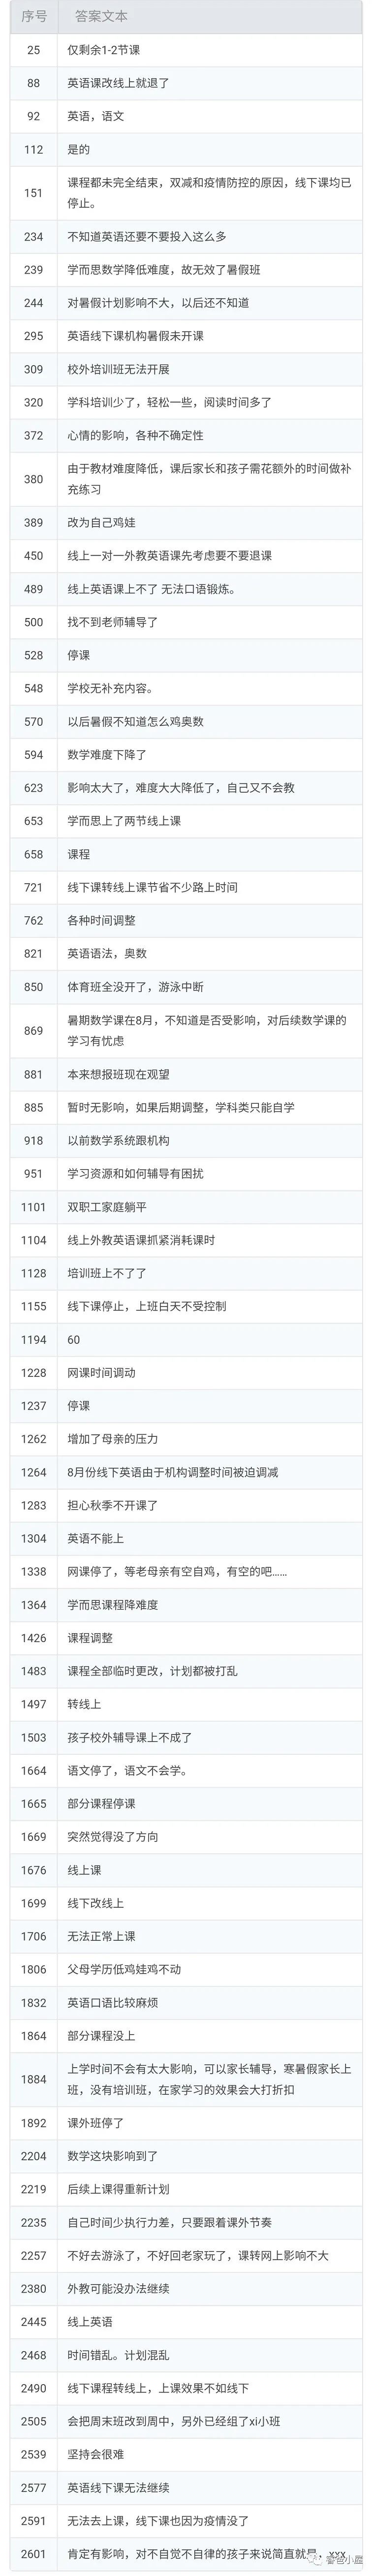 序号 答案文本
25 仅剩余1-2节课
88 英语课改线上就退了
92 英语，语文
112 是的
151 课程都未完全结束，双减和疫情防控的原因，线下课均已
停止。
234 不知道英语还要不要投入这么多
239 学而思数学降低难度，故无效了暑假班
244 对暑假计划影响不大，以后还不知道
295 英语线下课机构暑假未开课
309 校外培训班无法开展
320 学科培训少了，轻松一些，阅读时间多了
372 心情的影响，各种不确定性
380 由于教材难度降低，课后家长和孩子需花额外的时间做补
充练习
389 改为自己鸡娃
450 线上一对一外教英语课先考虑要不要退课
489 线上英语课上不了 无法口语锻炼。
500 找不到老师辅导了
528 停课
548 学校无补充内容。
570 以后暑假不知道怎么鸡奥数
594 数学难度下降了
623 影响太大了，难度大大降低了，自己又不会教
653 学而思上了两节线上课
658 课程
721 线下课转线上课节省不少路上时间
762 各种时间调整
821 英语语法，奥数
850 体育班全没开了，游泳中断
869 暑期数学课在8月，不知道是否受影响，对后续数学课的
学习有忧虑
881 本来想报班现在观望
885 暂时无影响，如果后期调整，学科类只能自学
918 以前数学系统跟机构
951 学习资源和如何辅导有困扰
1101 双职工家庭躺平
1104 线上外教英语课抓紧消耗课时
1128 培训班上不了了
1155 线下课停止，上班白天不受控制
1194 60
1228 网课时间调动
1237 停课
1262 增加了母亲的压力
1264 8月份线下英语由于机构调整时间被迫调减
1283 担心秋季不开课了
1304 英语不能上
1338 网课停了，等老母亲有空自鸡，有空的吧……
1364 学而思课程降难度
1426 课程调整
1483 课程全部临时更改，计划都被打乱
1497 转线上
1503 孩子校外辅导课上不成了
1664 语文停了，语文不会学。
1665 部分课程停课
1669 突然觉得没了方向
1676 线上课
1699 线下改线上
1706 无法正常上课
1806 父母学历低鸡娃鸡不动
1832 英语口语比较麻烦
1864 部分课程没上
1884 上学时间不会有太大影响，可以家长辅导，寒暑假家长上
班，没有培训班，在家学习的效果会大打折扣
1892 课外班停了
2204 数学这块影响到了
2219 后续上课得重新计划
2235 自己时间少执行力差，只要跟着课外节奏
2257 不好去游泳了，不好回老家玩了，课转网上影响不大
2380 外教可能没办法继续
2445 线上英语
2468 时间错乱。计划混乱
2490 线下课程转线上，上课效果不如线下
2505 会把周末班改到周中，另外已经组了xi小班
2539 坚持会很难
2577 英语线下课无法继续
2591 无法去上课，线下课也因为疫情没了
2601 肯定有影响，对不自觉不自律的孩子来说简直就是，xxx